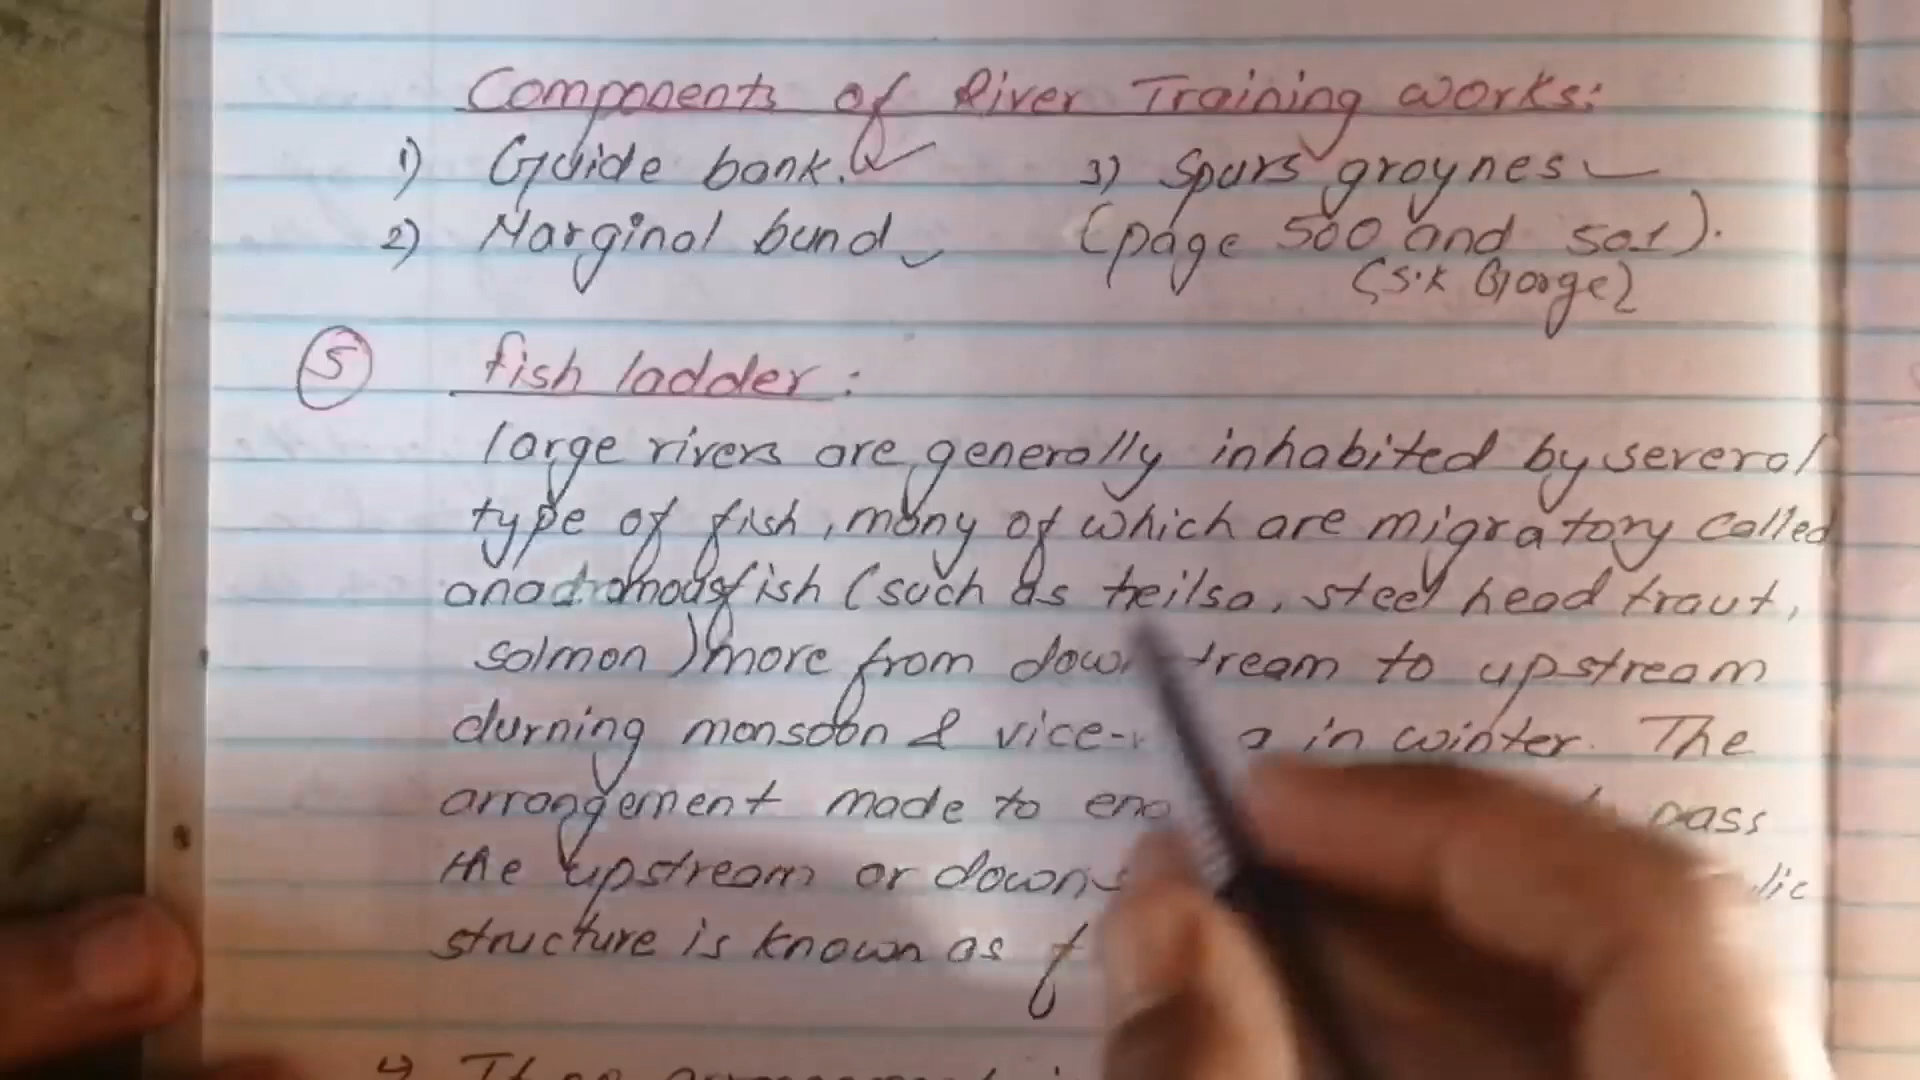 Components of River Training works:
1) Guide bank. 3) Spurs groynes
2) Marginal bund (page 500 and 501).
(S.K Garge)
5 fish ladder:
large rivers are generally inhabited by several
type of fish, many of which are migratory called
anadromous fish (such as heilsa, steel head traut,
salmon) more from downstream to upstream
durning monsoon & vice- in winter. The
arrangement made to pass
the upstream or
structure is known as